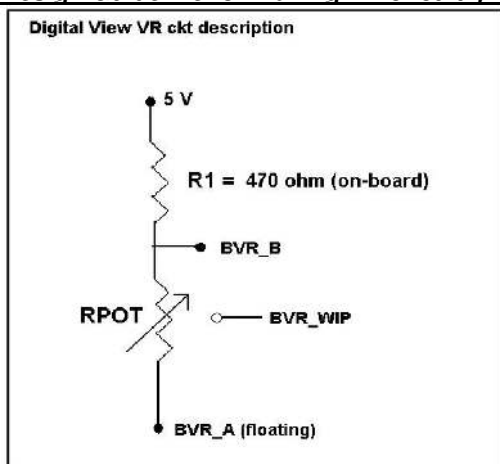 Digital View VR ckt description
5 V
R1 = 470 ohm (on-board)
BVR_B
RPOT
BVR_WIP
BVR_A (floating)